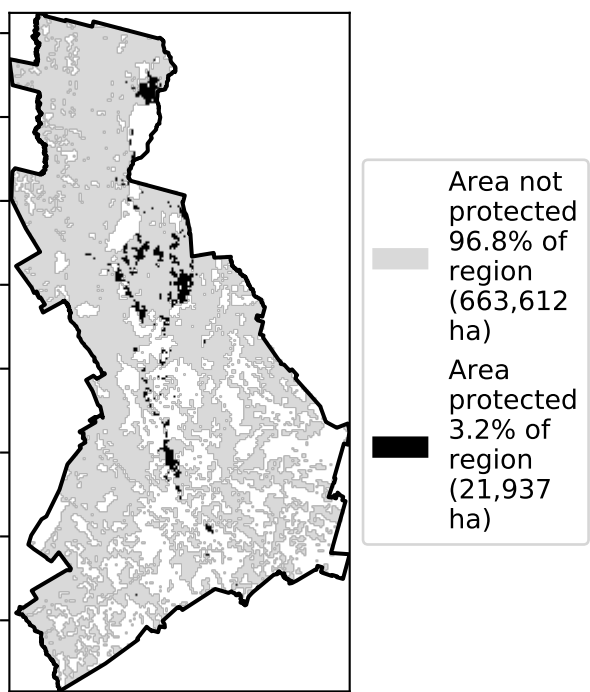 Area not
protected
96.8% of
region
(663,612
ha)
Area
protected
3.2% of
region
(21,937
ha)